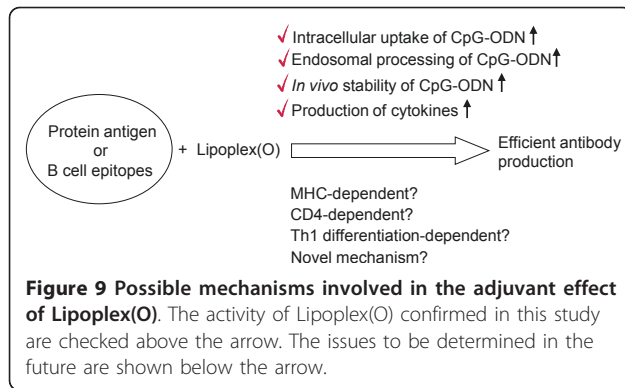 ✓ Intracellular uptake of CpG-ODN ↑
✓ Endosomal processing of CpG-ODN ↑
✓ In vivo stability of CpG-ODN ↑
✓ Production of cytokines ↑
Protein antigen
or
B cell epitopes
+ Lipoplex(O)
Efficient antibody
production
MHC-dependent?
CD4-dependent?
Th1 differentiation-dependent?
Novel mechanism?
Figure 9 Possible mechanisms involved in the adjuvant effect
of Lipoplex(O). The activity of Lipoplex(O) confirmed in this study
are checked above the arrow. The issues to be determined in the
future are shown below the arrow.